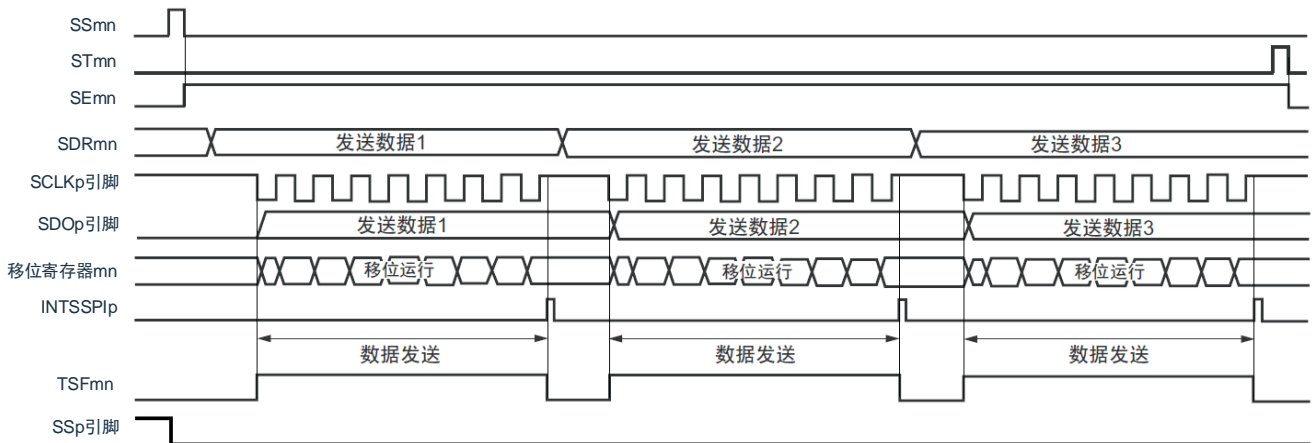 SSmn
STmn
SEmn
SDRmn 发送数据1 发送数据2 发送数据3
SCLKp引脚
SDOp引脚 发送数据1 发送数据2 发送数据3
移位寄存器mn 移位运行 移位运行 移位运行
INTSSPIp
数据发送 数据发送 数据发送
TSFmn
SSp引脚